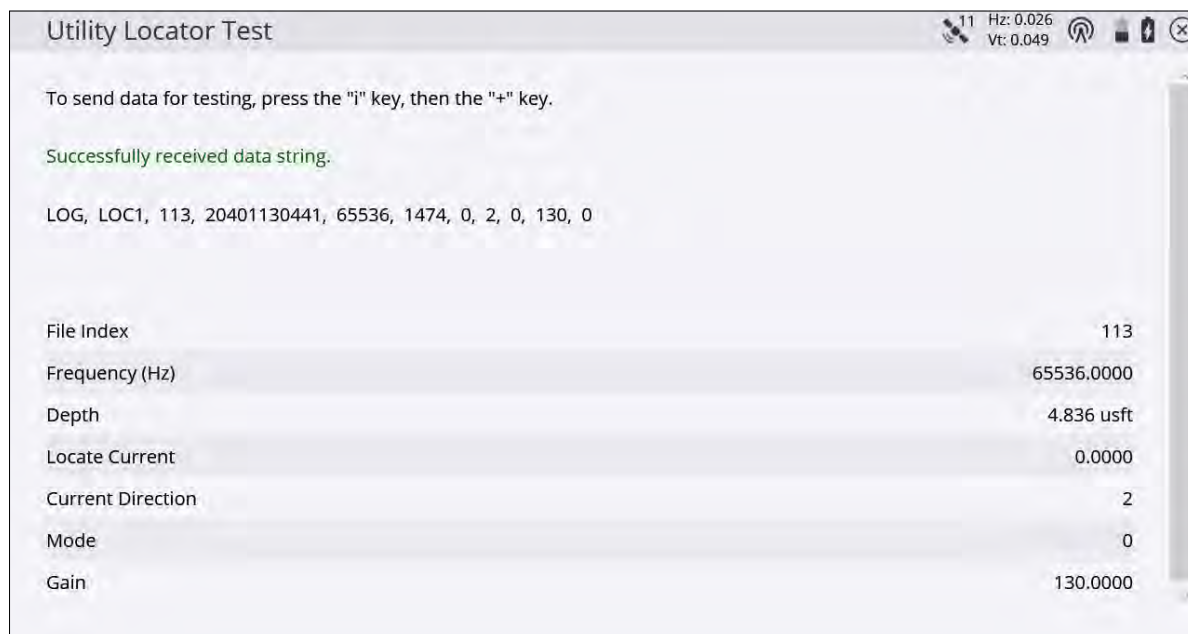 Utility Locator Test
11
Hz: 0.026
Vt: 0.049
To send data for testing, press the "i" key, then the "+" key.
Successfully received data string.
LOG, LOC1, 113, 20401130441, 65536, 1474, 0, 2, 0, 130, 0
File Index 113
Frequency (Hz) 65536.0000
Depth 4.836 usft
Locate Current 0.0000
Current Direction 2
Mode 0
Gain 130.0000